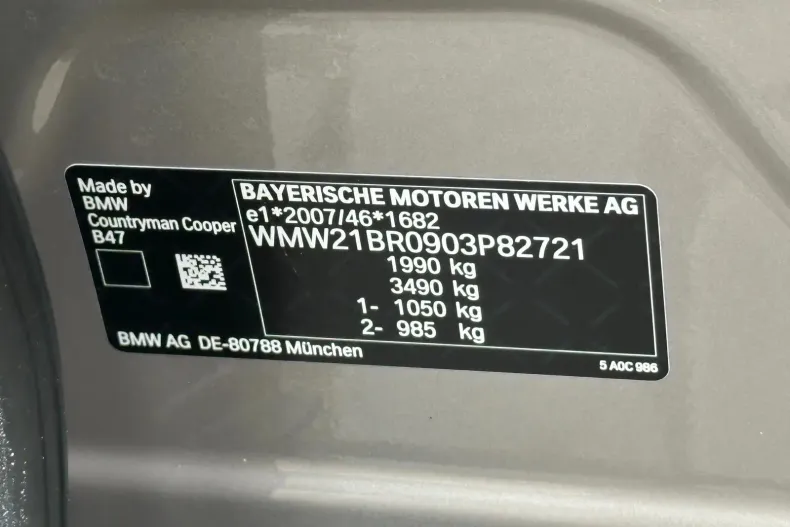 Made by
BMW
Countryman Cooper
B47
BAYERISCHE MOTOREN WERKE AG
e1*2007/46*1682
WMW21BR0903P82721
1990 kg
3490 kg
1- 1050 kg
2- 985 kg
BMW AG DE-80788 München
5 A0C 986